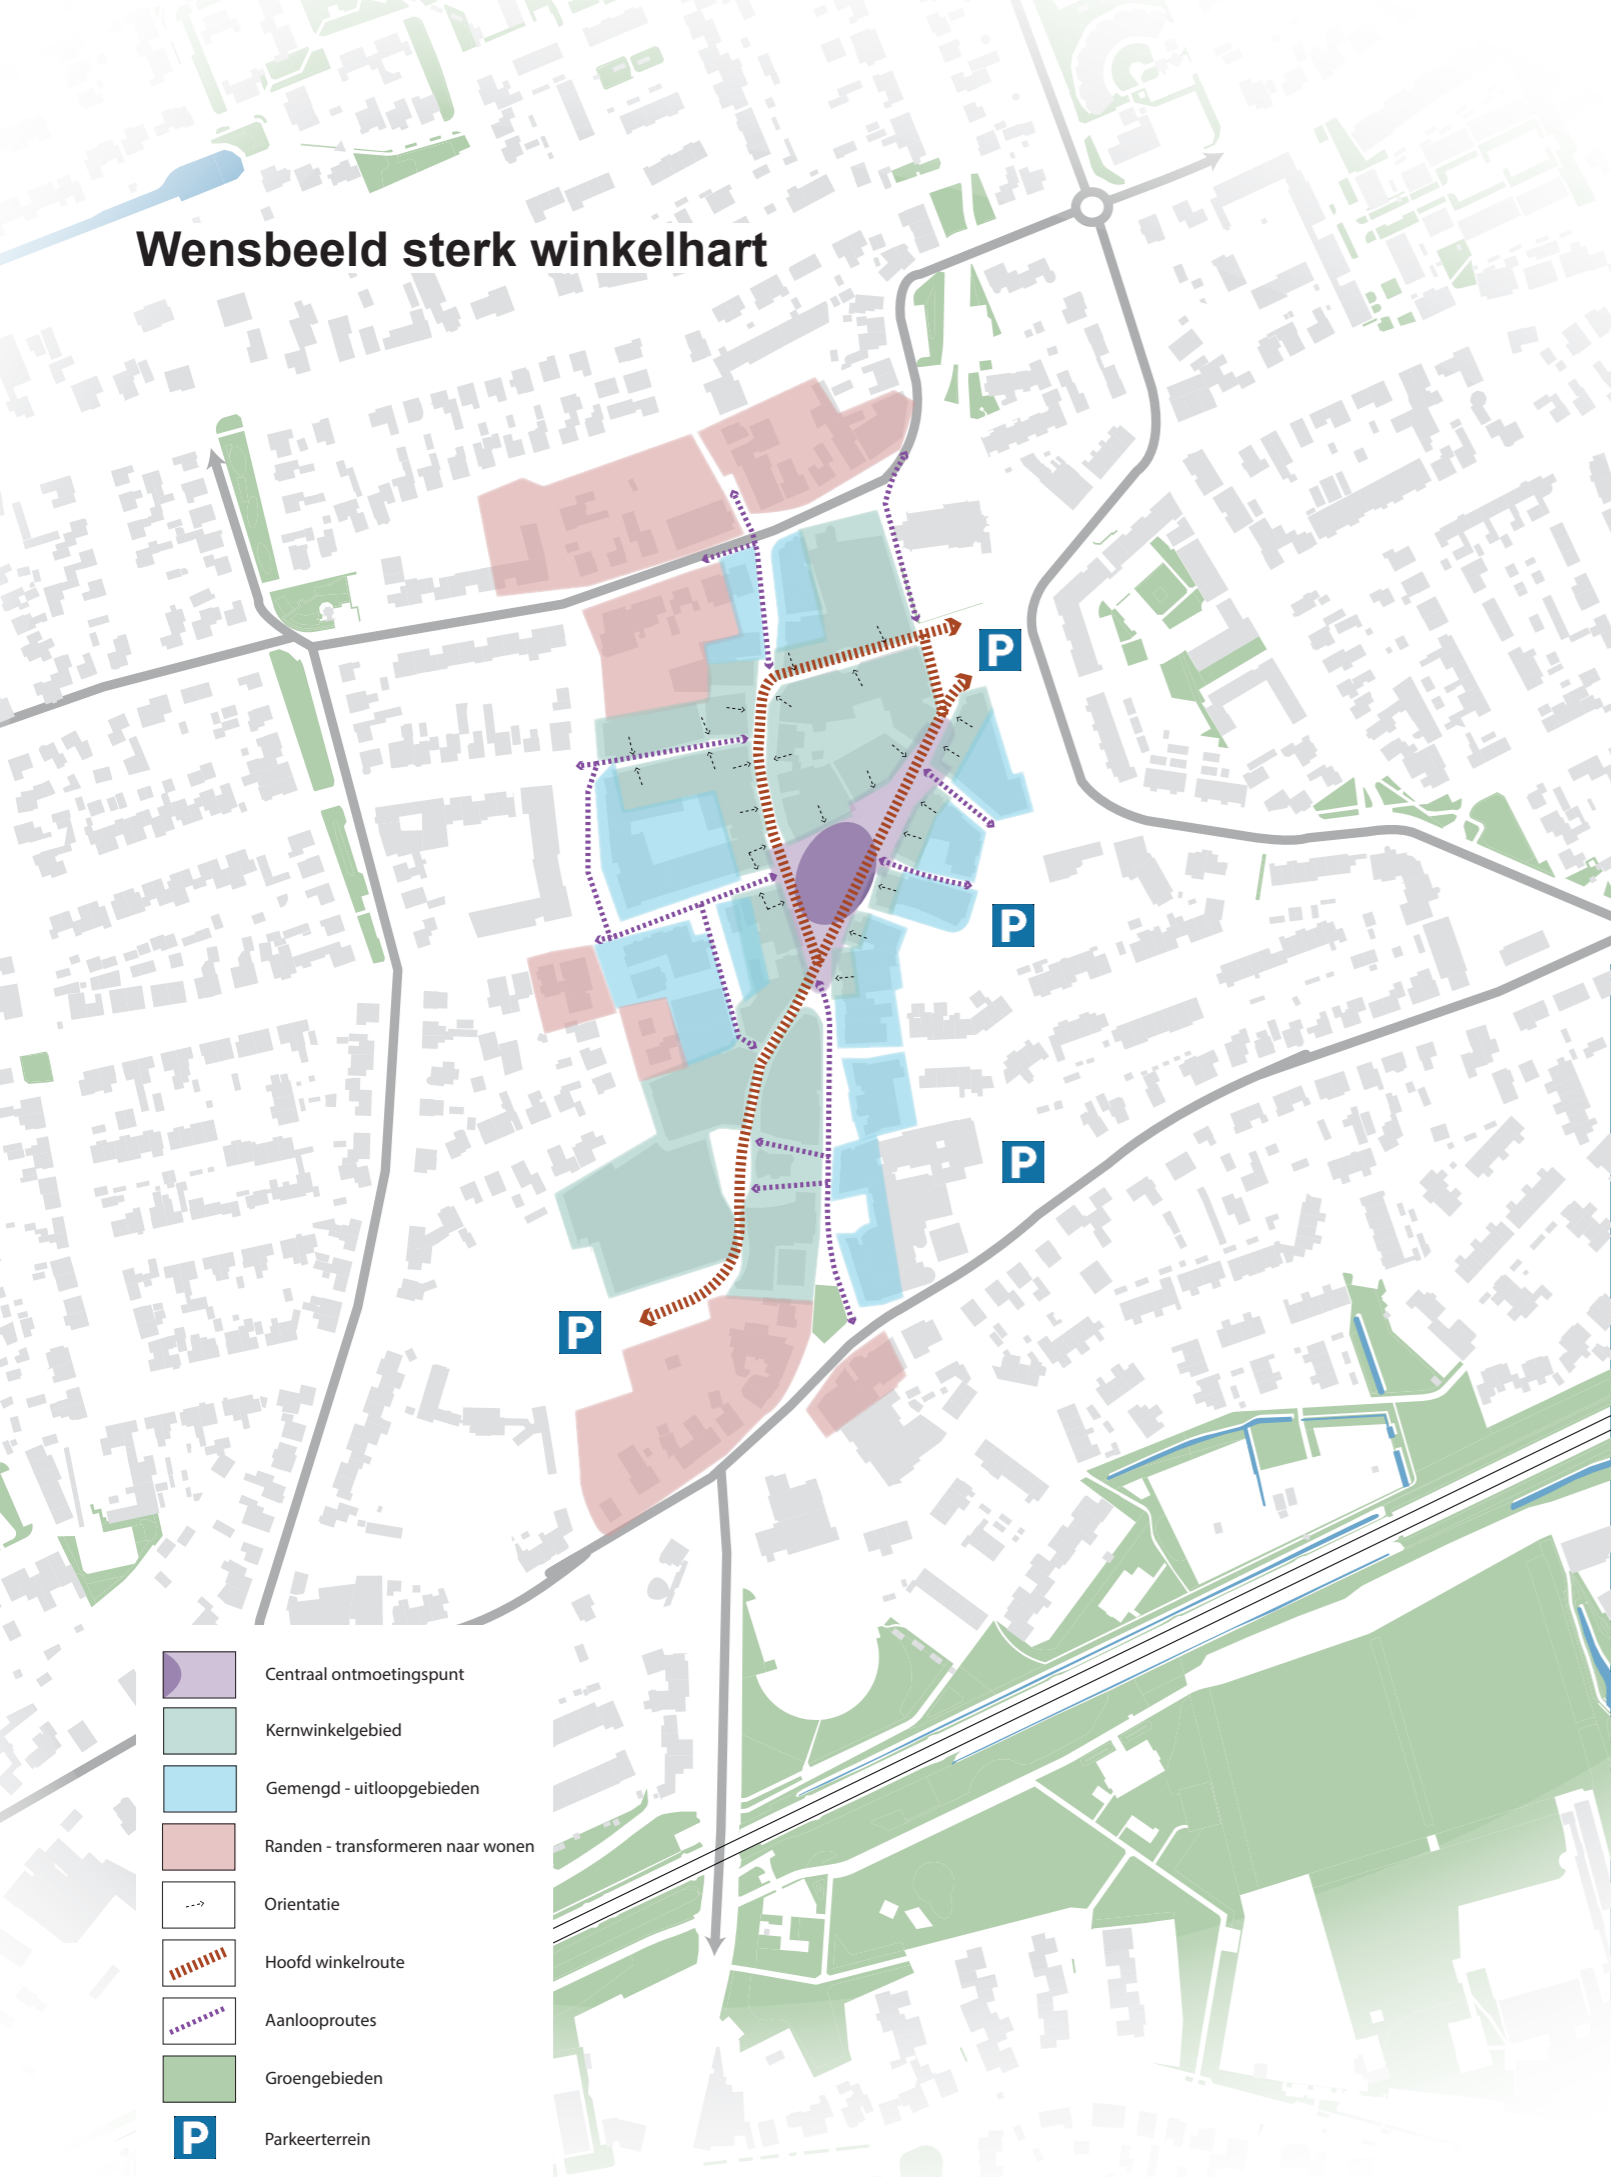 Wensbeeld sterk winkelhart
P
P
P
P
Centraal ontmoetingspunt
Kernwinkelgebied
Gemengd - uitloopgebieden
Randen - transformeren naar wonen
Orientatie
Hoofd winkelroute
Aanlooproutes
Groengebieden
P Parkeerterrein